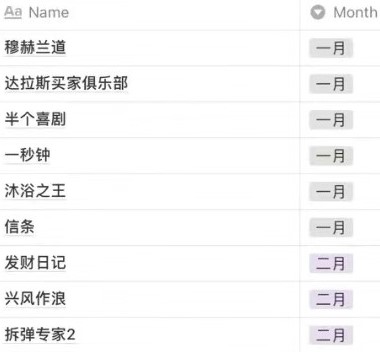 Aa Name Month
穆赫兰道 一月
达拉斯买家俱乐部 一月
半个喜剧 一月
一秒钟 一月
沐浴之王 一月
信条 一月
发财日记 二月
兴风作浪 二月
拆弹专家2 二月